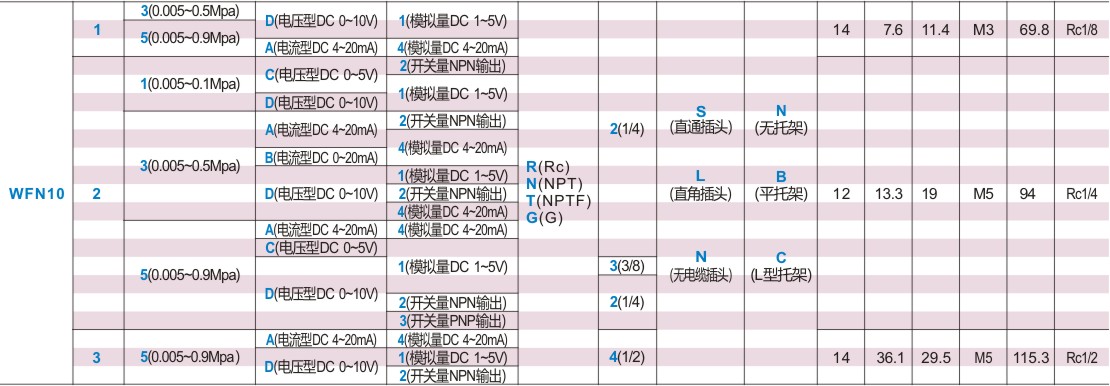 3(0.005~0.5Mpa)
D(电压型DC 0~10V)
1(模拟量DC 1~5V)
1
5(0.005~0.9Mpa)
14 7.6 11.4 M3 69.8 Rc1/8
A(电流型DC 4~20mA)
4(模拟量DC 4~20mA)
2(开关量NPN输出)
C(电压型DC 0~5V)
1(0.005~0.1Mpa)
1(模拟量DC 1~5V)
D(电压型DC 0~10V)
S
N
2(开关量NPN输出)
A(电流型DC 4~20mA)
2(1/4)
(直通插头)
(无托架)
4(模拟量DC 4~20mA)
B(电流型DC 0~20mA)
3(0.005~0.5Mpa)
R(Rc)
1(模拟量DC 1~5V)
L
B
N(NPT)
WFN10
2
D(电压型DC 0~10V)
2(开关量NPN输出)
(直角插头)
(平托架)
12 13.3 19 M5 94 Rc1/4
T(NPTF)
4(模拟量DC 4~20mA)
G(G)
A(电流型DC 4~20mA)
4(模拟量DC 4~20mA)
C(电压型DC 0~5V)
N
C
1(模拟量DC 1~5V)
3(3/8)
5(0.005~0.9Mpa)
(无电缆插头)
(L型托架)
D(电压型DC 0~10V)
2(开关量NPN输出)
2(1/4)
3(开关量PNP输出)
A(电流型DC 4~20mA)
4(模拟量DC 4~20mA)
3
5(0.005~0.9Mpa)
1(模拟量DC 1~5V)
4(1/2)
14 36.1 29.5 M5 115.3 Rc1/2
D(电压型DC 0~10V)
2(开关量NPN输出)